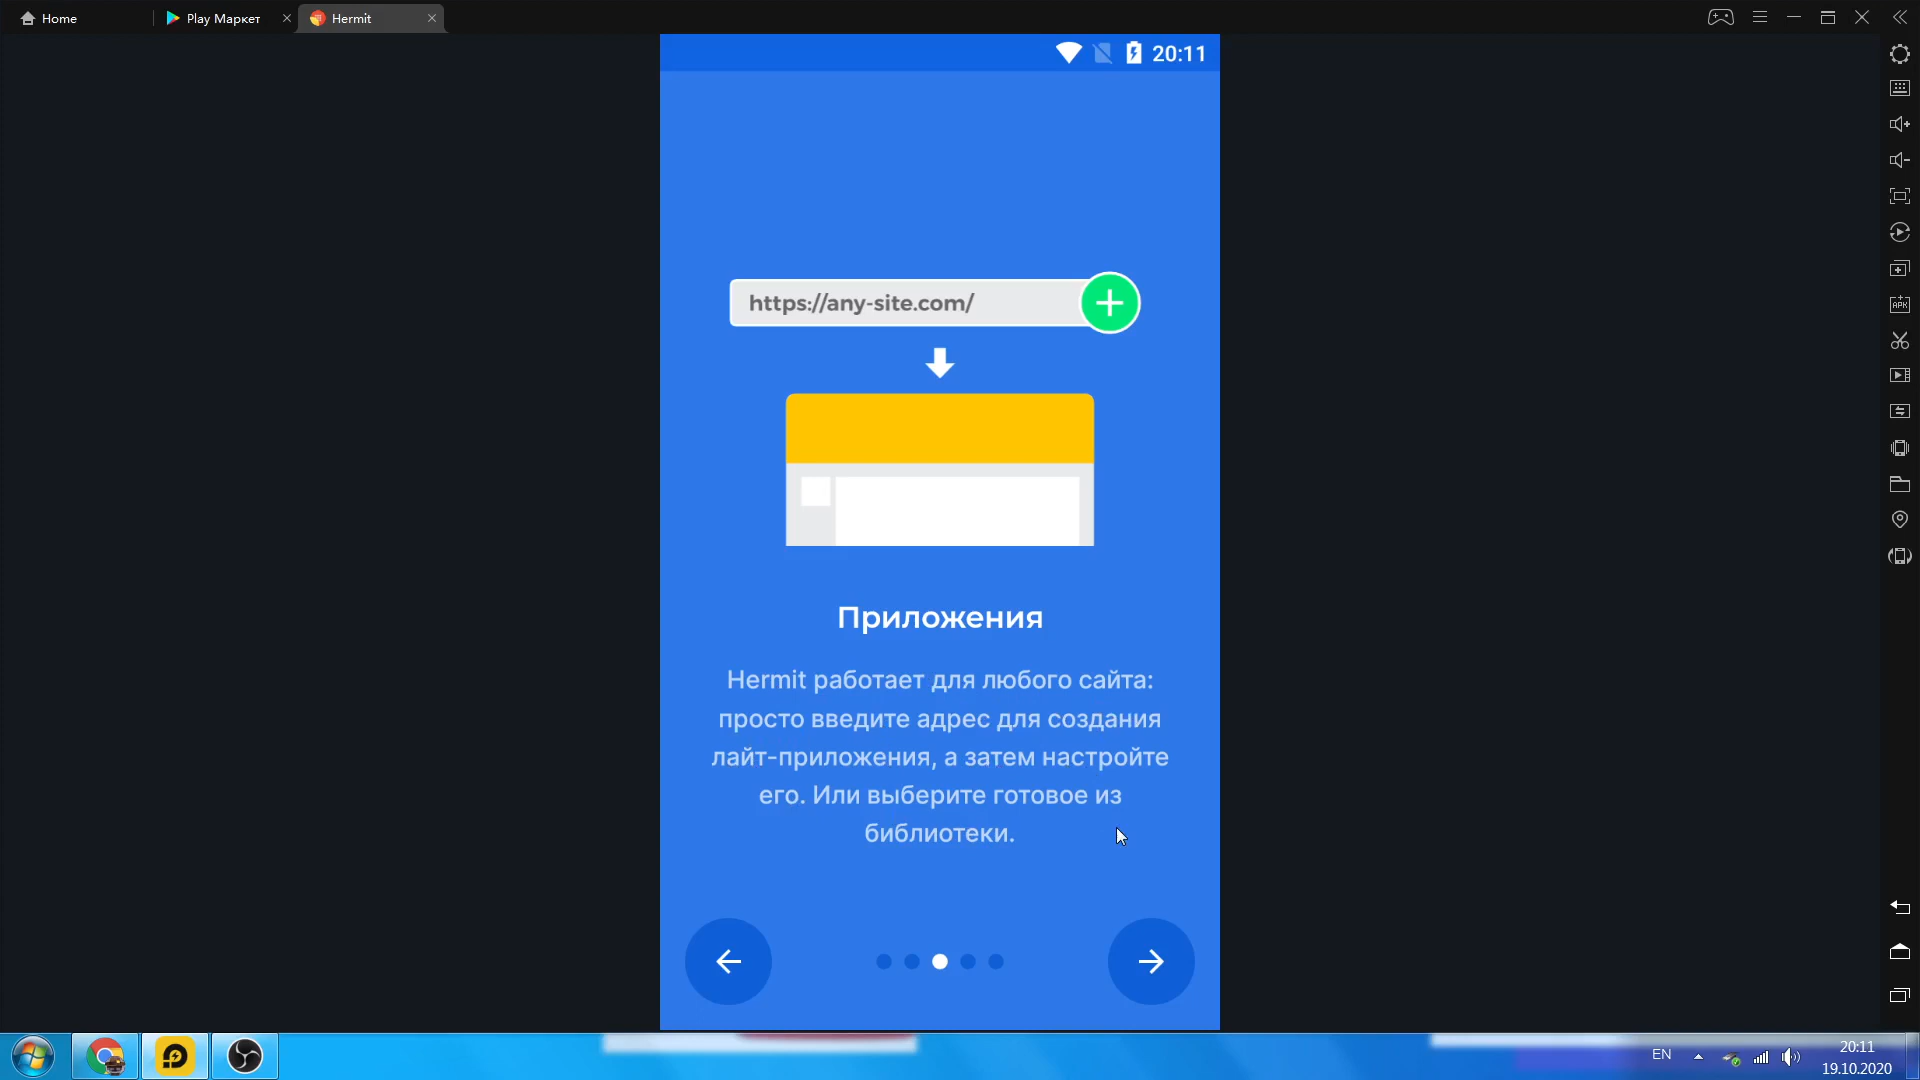 Home
Play Маркет
Hermit
20:11
https://any-site.com/
Приложения
Hermit работает для любого сайта:
просто введите адрес для создания
лайт-приложения, а затем настройте
его. Или выберите готовое из
библиотеки.
APK
EN
20:11
19.10.2020